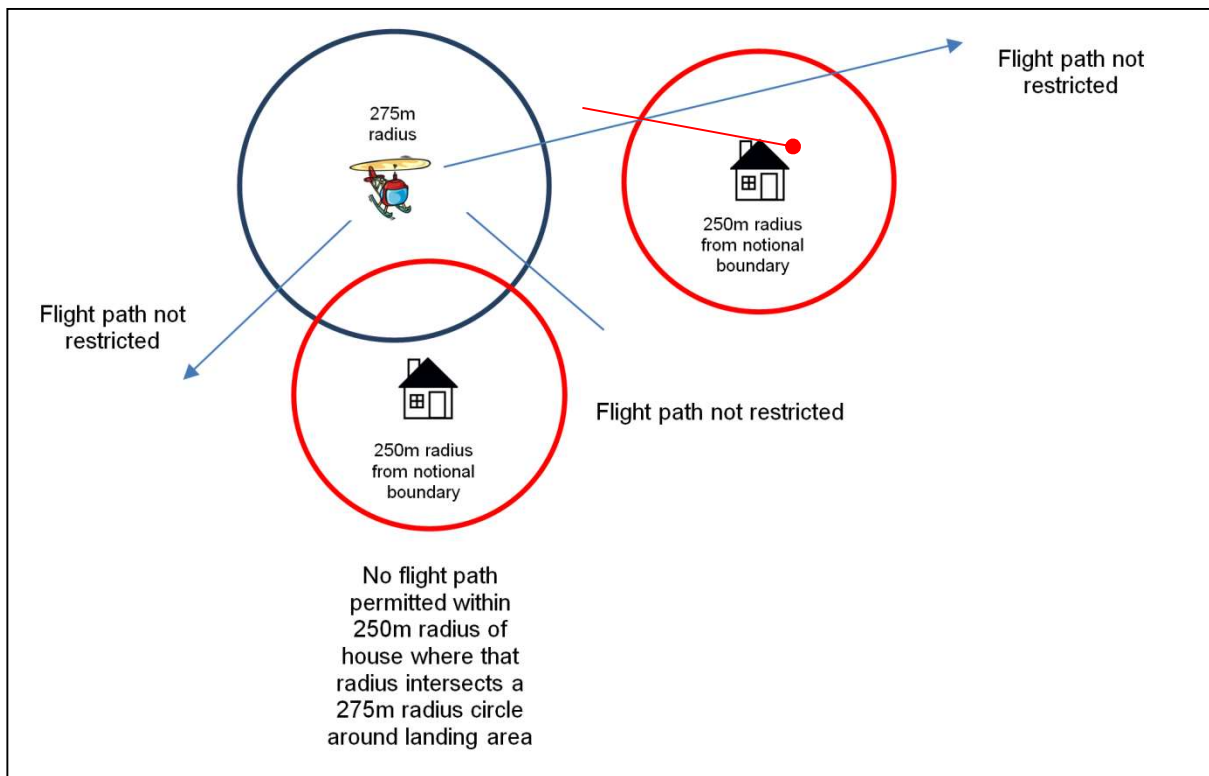 Flight path not
restricted
275m
radius
250m radius
from notional
boundary
Flight path not
restricted
Flight path not restricted
250m radius
from notional
boundary
No flight path
permitted within
250m radius of
house where that
radius intersects a
275m radius circle
around landing area